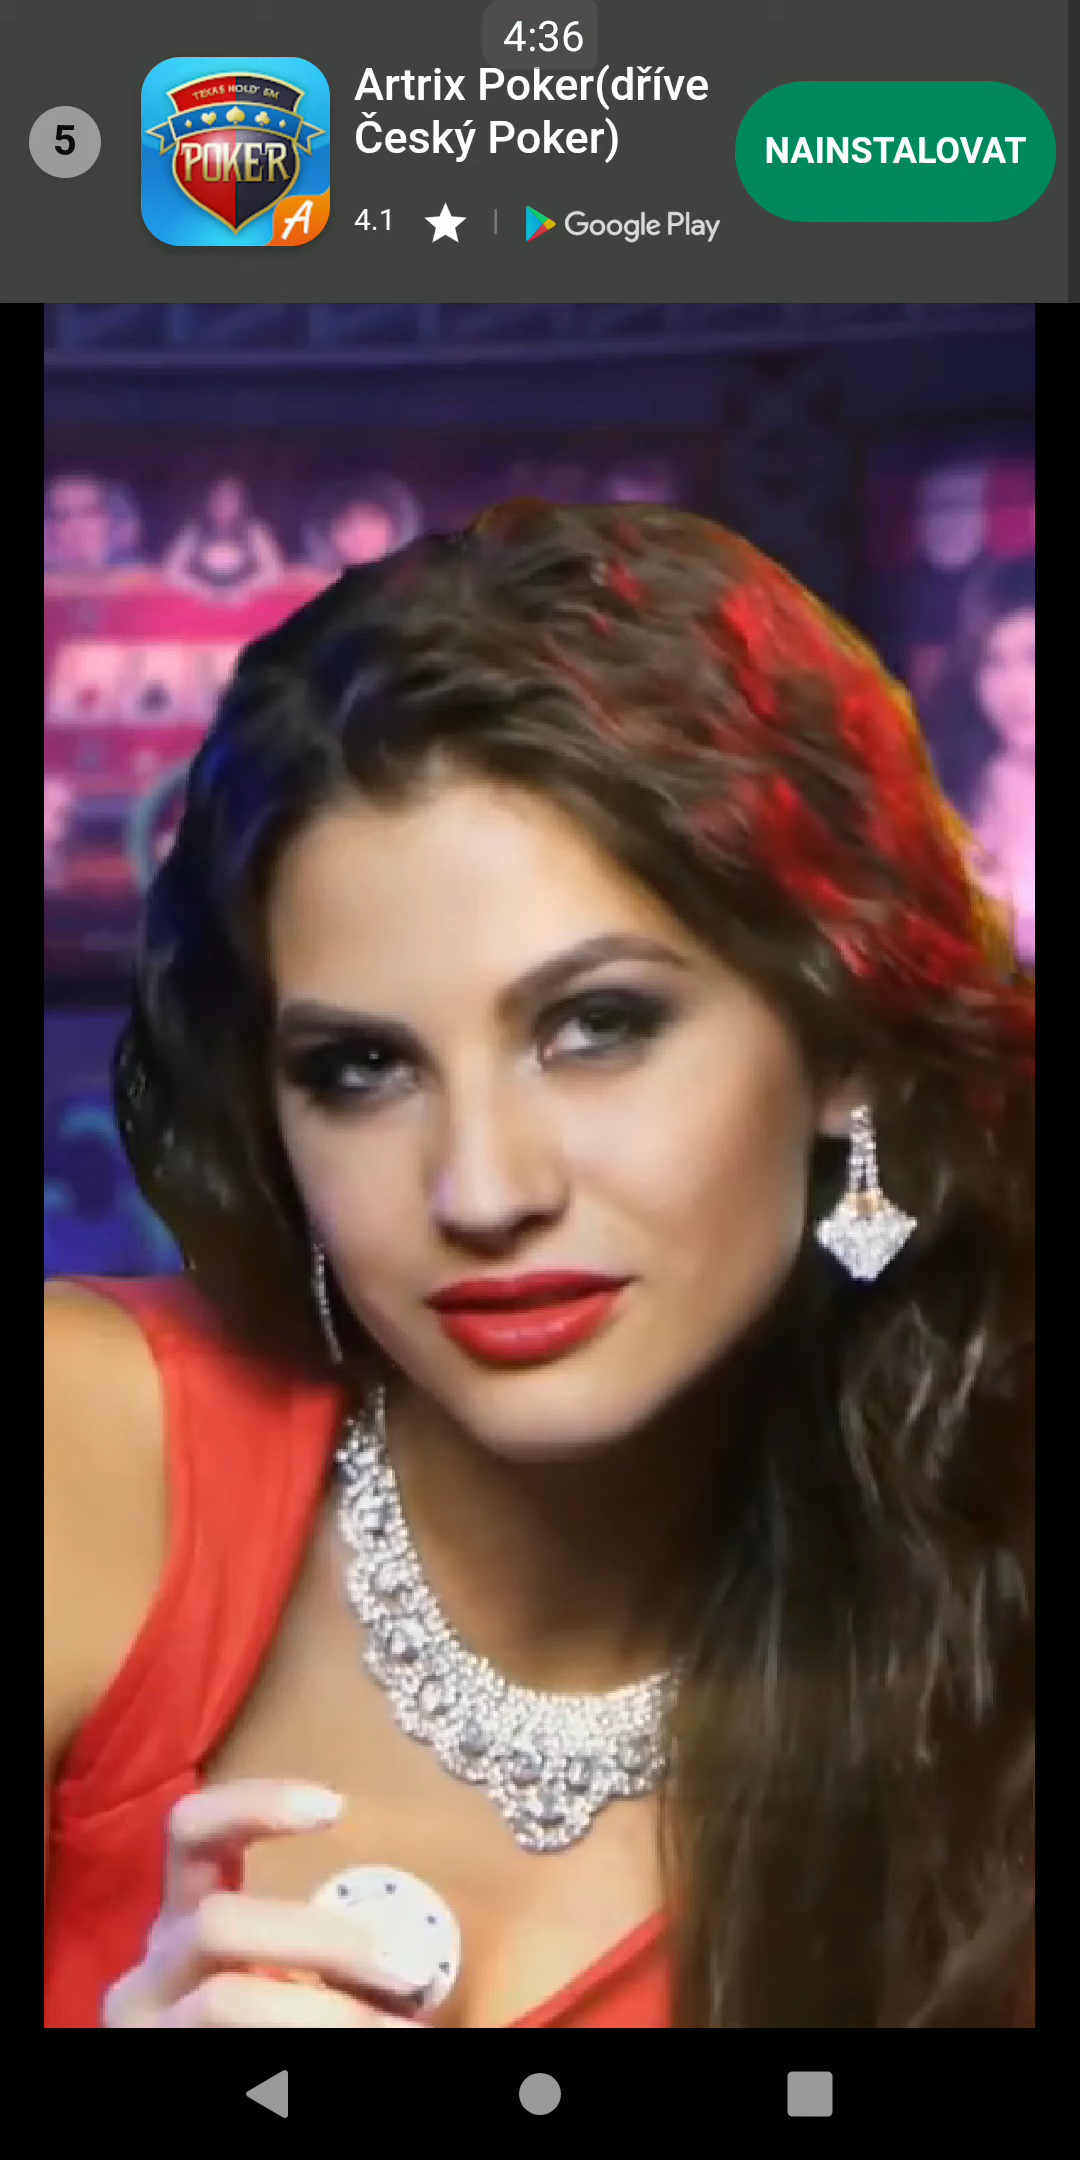 4:36
5
TEXAS HOLD' EM
POKER
A
Artrix Poker(dříve
Český Poker)
4.1
Google Play
NAINSTALOVAT